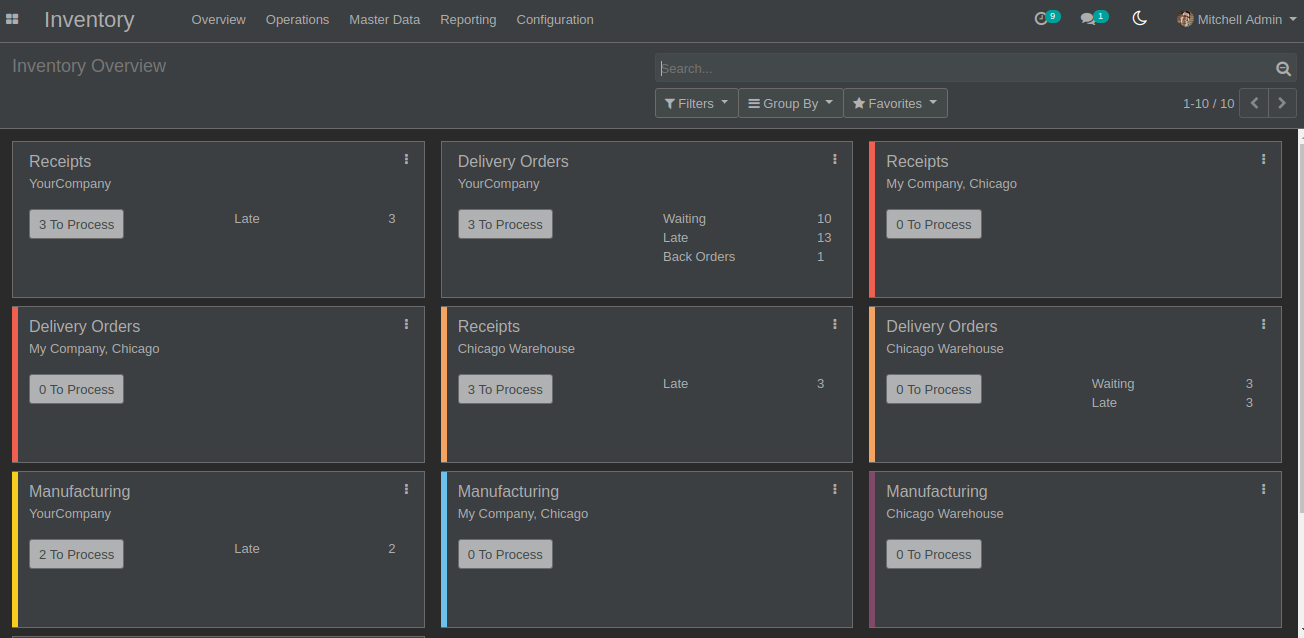 Inventory
Overview
Operations
Master Data
Reporting
Configuration
9
1
Mitchell Admin
Inventory Overview
Search...
Filters
Group By
Favorites
1-10 / 10
Receipts
YourCompany
3 To Process
Late 3
Delivery Orders
YourCompany
3 To Process
Waiting 10
Late 13
Back Orders 1
Receipts
My Company, Chicago
0 To Process
Delivery Orders
My Company, Chicago
0 To Process
Receipts
Chicago Warehouse
3 To Process
Late 3
Delivery Orders
Chicago Warehouse
0 To Process
Waiting 3
Late 3
Manufacturing
YourCompany
2 To Process
Late 2
Manufacturing
My Company, Chicago
0 To Process
Manufacturing
Chicago Warehouse
0 To Process